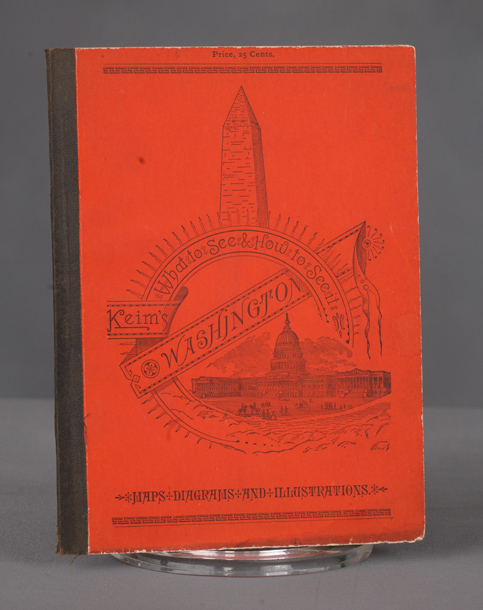 Price, 25 Cents.
What to See & How to See it
Keim's
WASHINGTON
MAPS DIAGRAMS AND ILLUSTRATIONS.